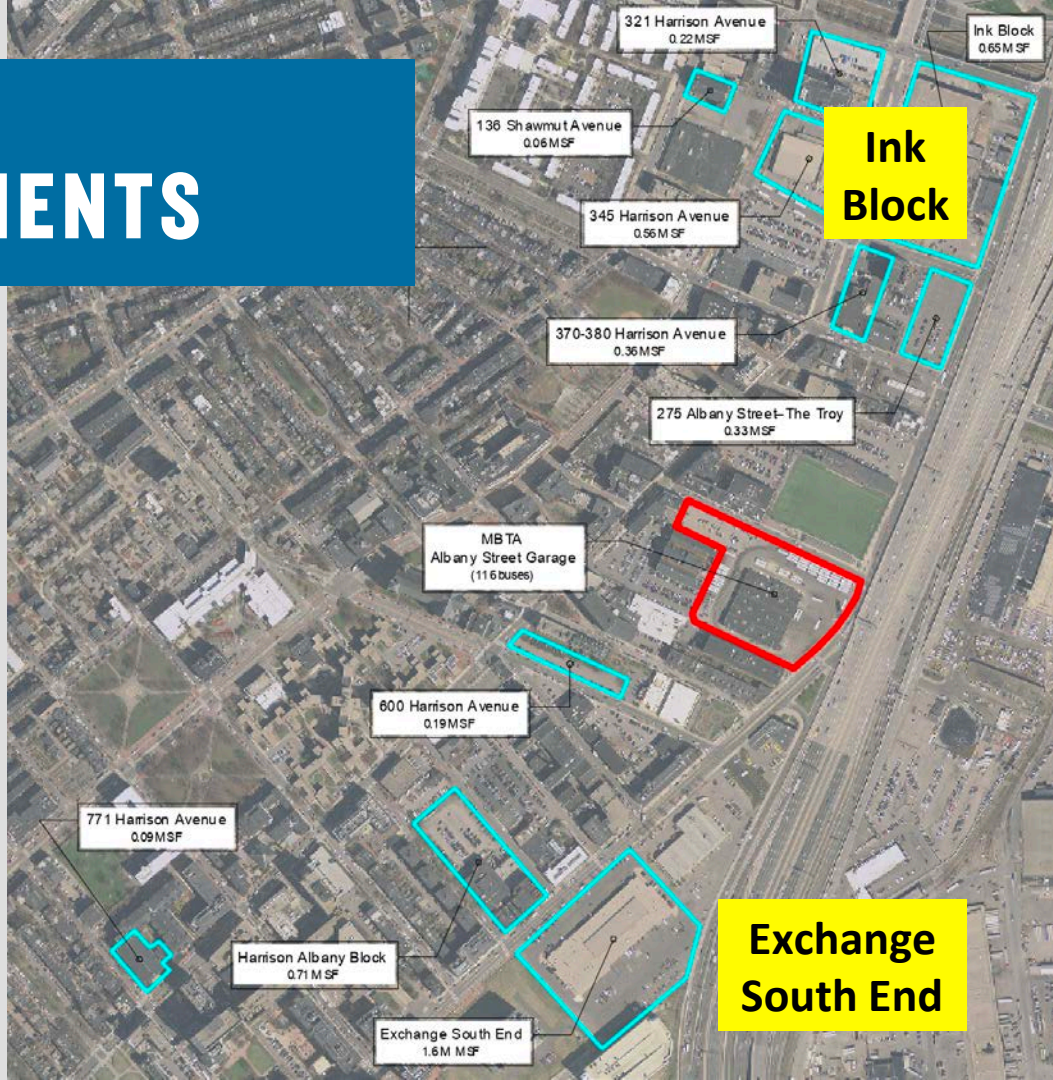 MENTS
321 Harrison Avenue
0.22MSF
Ink Block
0.65MSF
136 Shawmut Avenue
0.06MSF
Ink
Block
345 Harrison Avenue
0.56MSF
370-380 Harrison Avenue
0.36MSF
275 Albany Street–The Troy
0.33MSF
MBTA
Albany Street Garage
(116 buses)
600 Harrison Avenue
0.19MSF
771 Harrison Avenue
0.09MSF
Harrison Albany Block
0.71MSF
Exchange
South End
Exchange South End
1.6M MSF